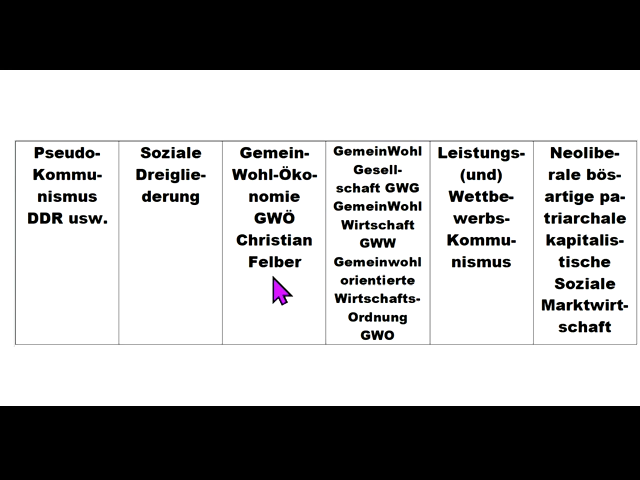 Pseudo-
Kommu-
nismus
DDR usw.
Soziale
Dreiglie-
derung
Gemein-
Wohl-Öko-
nomie
GWÖ
Christian
Felber
GemeinWohl
Gesell-
schaft GWG
GemeinWohl
Wirtschaft
GWW
Gemeinwohl
orientierte
Wirtschafts-
Ordnung
GWO
Leistungs-
(und)
Wettbe-
werbs-
Kommu-
nismus
Neolibe-
rale bös-
artige pa-
triarchale
kapitalis-
tische
Soziale
Marktwirt-
schaft